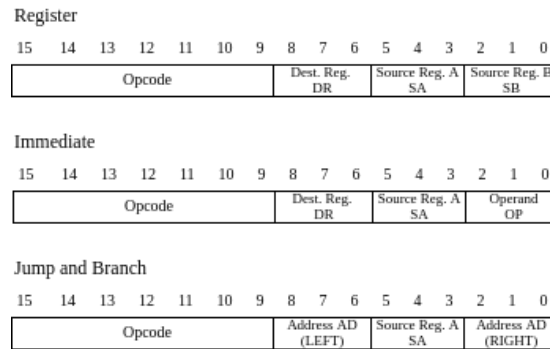 Register
15 14 13 12 11 10 9 8 7 6 5 4 3 2 1 0
Opcode Dest. Reg. Source Reg. A Source Reg. B
DR SA SB
Immediate
15 14 13 12 11 10 9 8 7 6 5 4 3 2 1 0
Opcode Dest. Reg. Source Reg. A Operand
DR SA OP
Jump and Branch
15 14 13 12 11 10 9 8 7 6 5 4 3 2 1 0
Opcode Address AD Source Reg. A Address AD
(LEFT) SA (RIGHT)